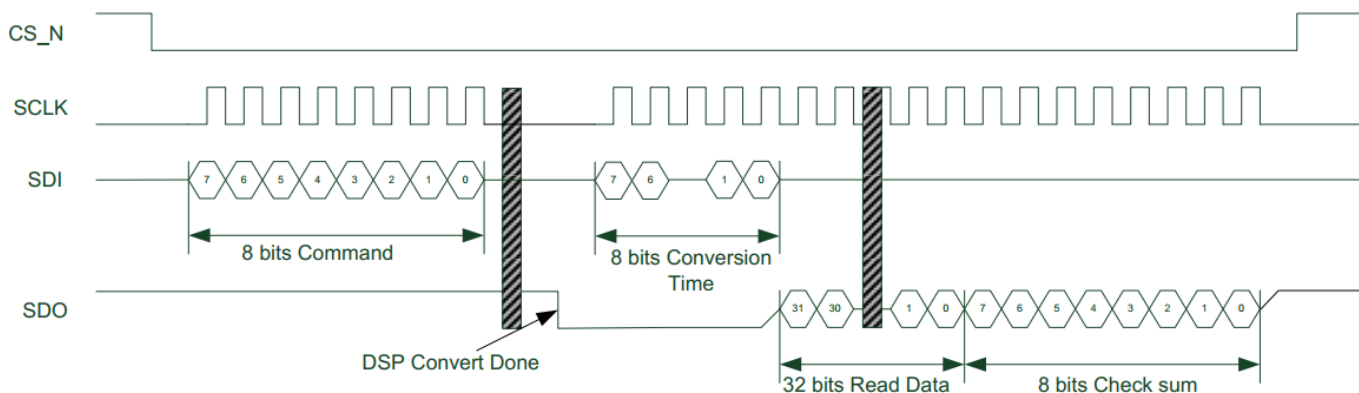 CS_N
SCLK
SDI
7 6 5 4 3 2 1 0 7 6 1 0
8 bits Command
8 bits Conversion
Time
SDO
31 30 1 0 7 6 5 4 3 2 1 0
DSP Convert Done
32 bits Read Data
8 bits Check sum